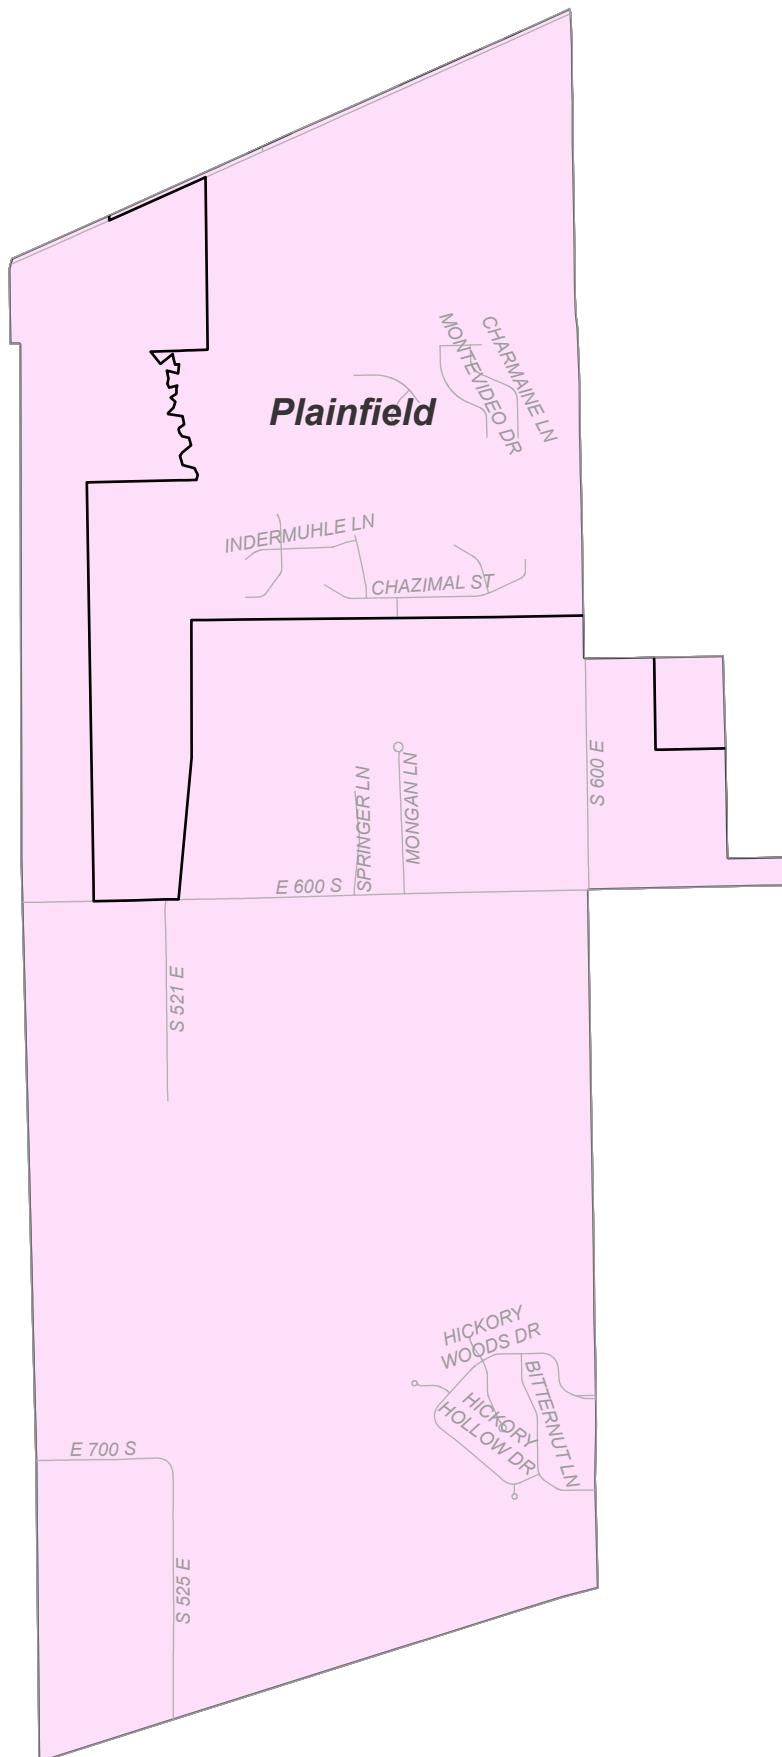 CHARMAINE LN
MONTEVIDEO DR
Plainfield
INDERMUHLE LN
CHAZIMAL ST
S 600 E
SPRINGER LN
MONGAN LN
E 600 S
S 521 E
HICKORY
WOODS DR
BITTERNUT LN
HICKORY
HOLLOW DR
E 700 S
S 525 E